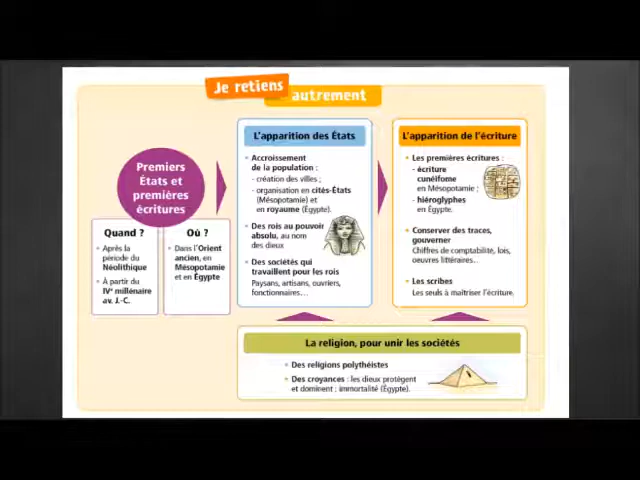 Je retiens
autrement
Premiers
États et
premières
écritures
Quand ?
• Après la
période du
Néolithique
• À partir du
IVe millénaire
av. J.-C.
Où ?
• Dans l'Orient
ancien, en
Mésopotamie
et en Égypte
L'apparition des États
• Accroissement
de la population :
- création des villes ;
- organisation en cités-États
(Mésopotamie) et
en royaume (Égypte).
• Des rois au pouvoir
absolu, au nom
des dieux
• Des sociétés qui
travaillent pour les rois
Paysans, artisans, ouvriers,
fonctionnaires…
L'apparition de l'écriture
• Les premières écritures :
- écriture
cunéiforme
en Mésopotamie ;
- hiéroglyphes
en Égypte.
• Conserver des traces,
gouverner
Chiffres de comptabilité, lois,
oeuvres littéraires…
• Les scribes
Les seuls à maîtriser l'écriture.
La religion, pour unir les sociétés
• Des religions polythéistes
• Des croyances : les dieux protègent
et dominent ; immortalité (Égypte).